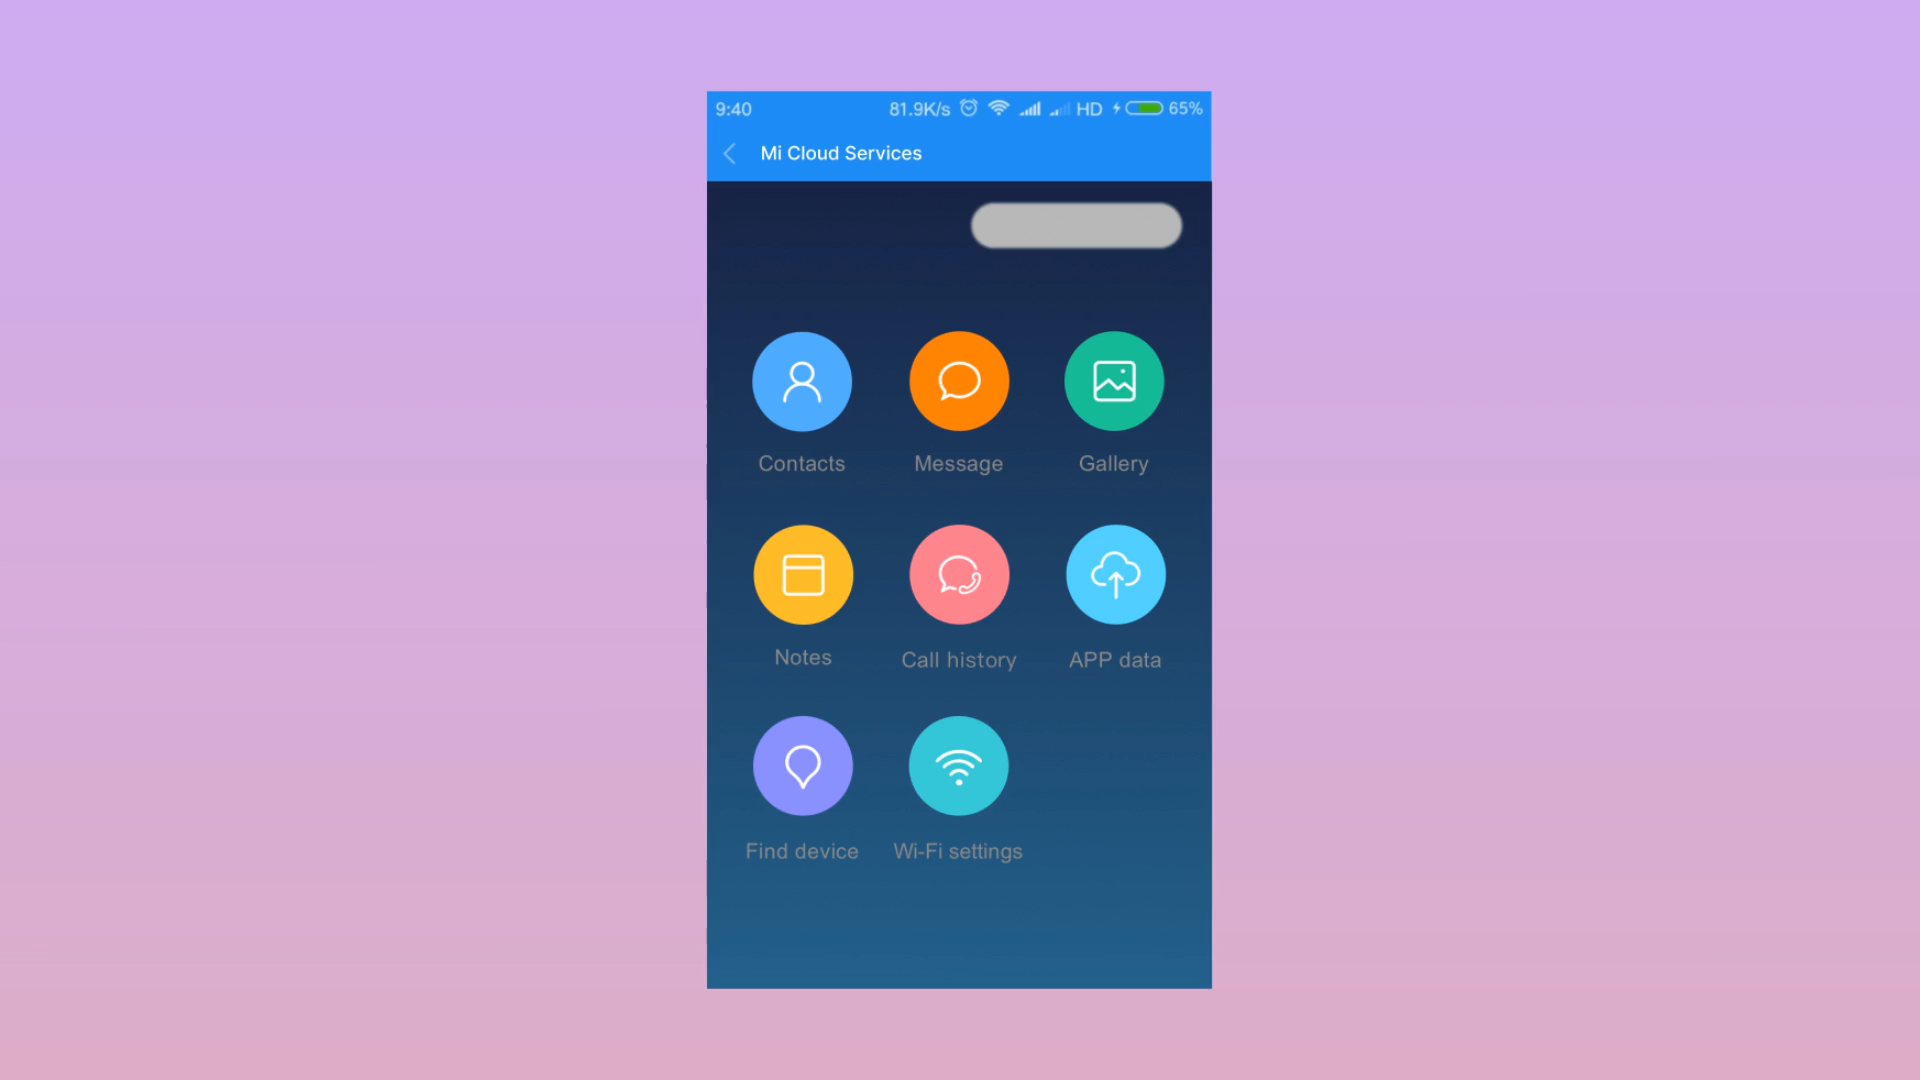 9:40 81.9K/s HD 65%
Mi Cloud Services
Contacts Message Gallery
Notes Call history APP data
Find device Wi-Fi settings